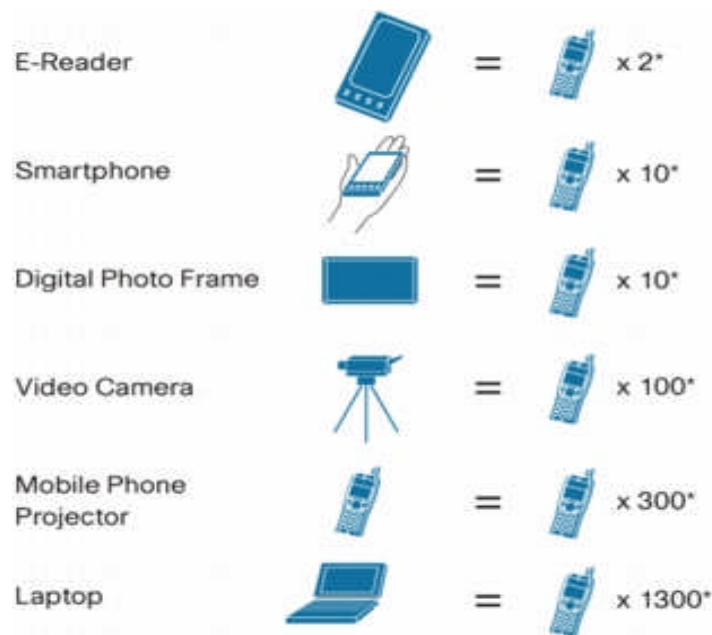 E-Reader = x 2*
Smartphone = x 10*
Digital Photo Frame = x 10*
Video Camera = x 100*
Mobile Phone
Projector = x 300*
Laptop = x 1300*